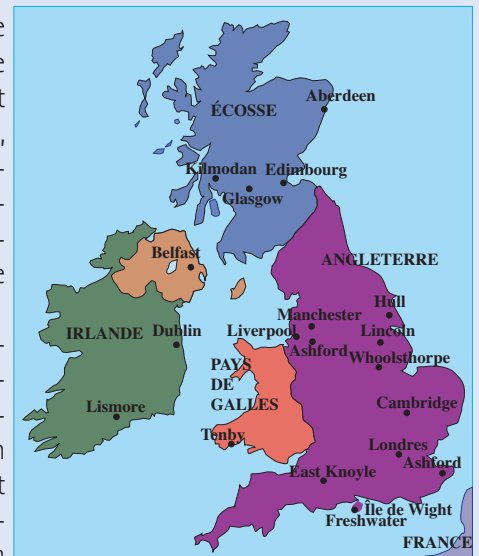 Aberdeen
ÉCOSSE
Kilmodan
Edimbourg
Glasgow
Belfast
ANGLETERRE
Hull
Manchester
IRLANDE
Dublin
Liverpool
Lincoln
Ashford
Whoolsthorpe
PAYS
DE
GALLES
Lismore
Cambridge
Tenby
Londres
Ashford
East Knoyle
Île de Wight
Freshwater
FRANCE